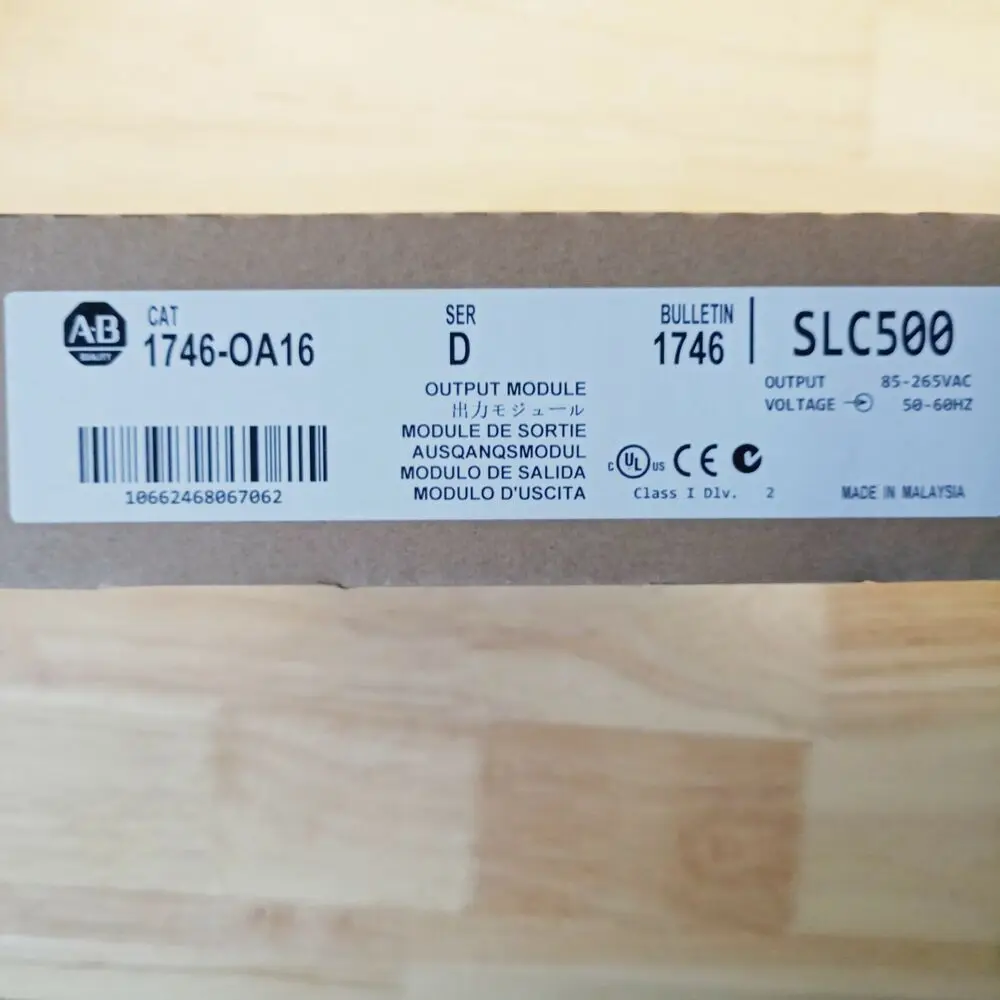 A-B
QUALITY
CAT
1746-OA16
SER
D
BULLETIN
1746
SLC500
OUTPUT 85-265VAC
VOLTAGE 50-60HZ
OUTPUT MODULE
出力モジュール
MODULE DE SORTIE
AUSQANQSMODUL
MODULO DE SALIDA
MODULO D'USCITA
10662468067062
c UL us CE
Class I Dlv. 2
MADE IN MALAYSIA